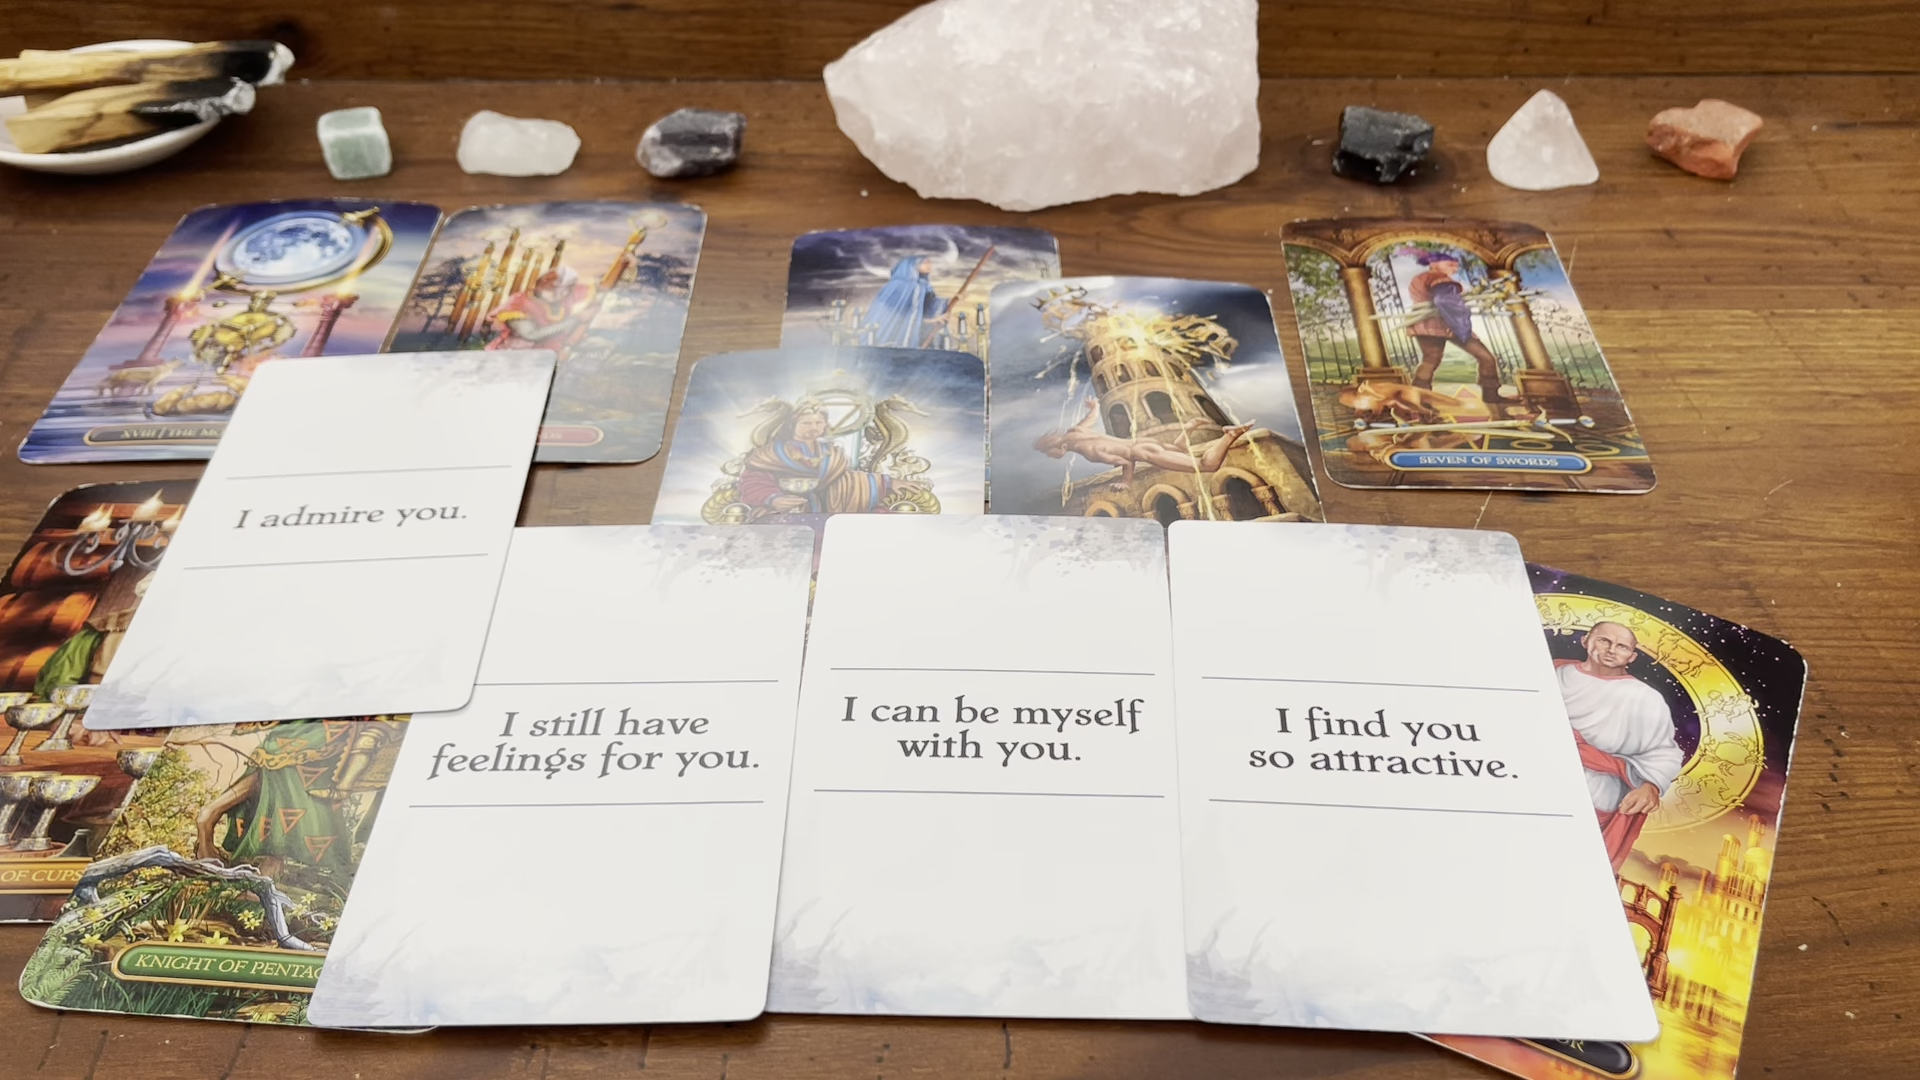 XVIII | THE MO
SEVEN OF SWORDS
I admire you.
I still have
feelings for you.
I can be myself
with you.
I find you
so attractive.
OF CUPS
KNIGHT OF PENTAC